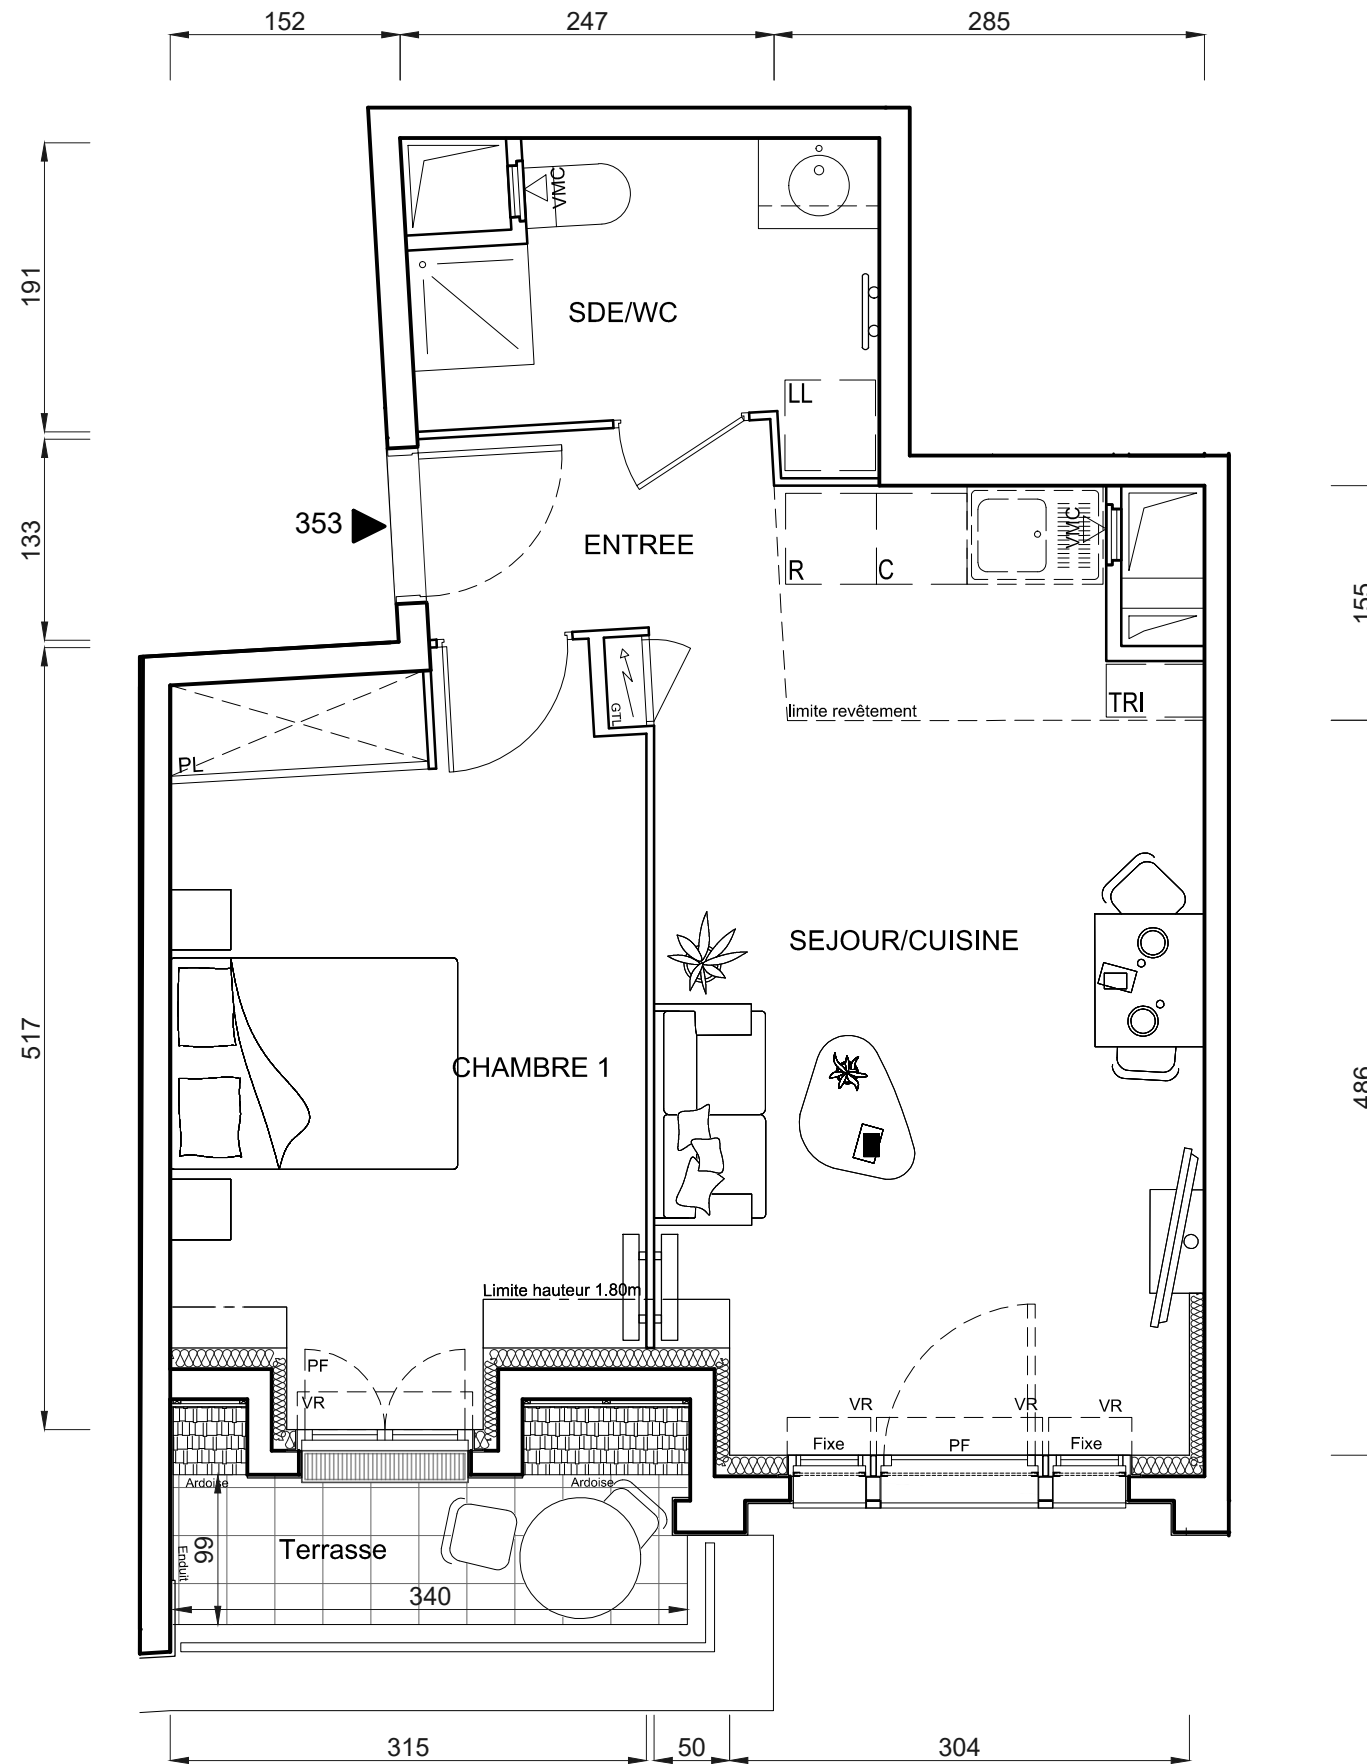 152 247 285
191
VMC
SDE/WC
LL
133
353
ENTREE
R C
VMC
155
GTL
TRI
limite revêtement
PL
SEJOUR/CUISINE
517
CHAMBRE 1
486
Limite hauteur 1.80m
PF
VR
VR VR VR
Fixe PF Fixe
Ardoise Ardoise
Enduit
99
Terrasse
340
315 50 304